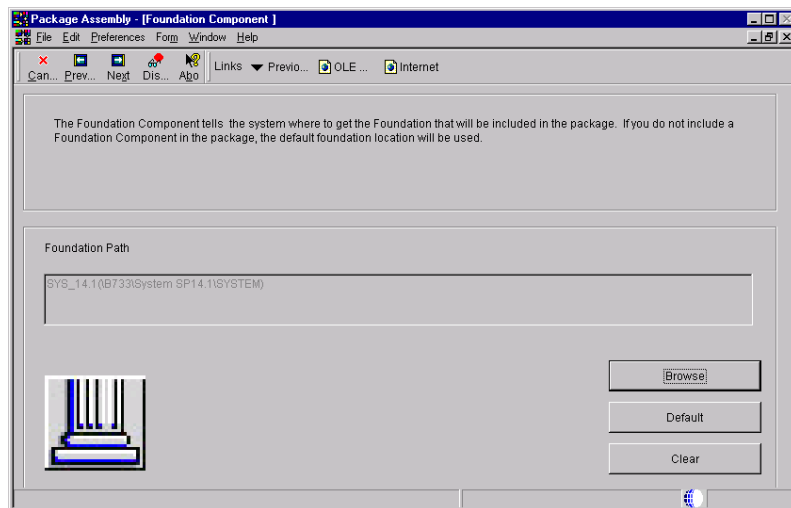 Package Assembly - [Foundation Component ]
File Edit Preferences Form Window Help
Can... Prev... Next Dis... Abo Links Previo... OLE ... Internet
The Foundation Component tells the system where to get the Foundation that will be included in the package. If you do not include a
Foundation Component in the package, the default foundation location will be used.
Foundation Path
SYS_14.1(\B733\System SP14.1\SYSTEM)
Browse
Default
Clear